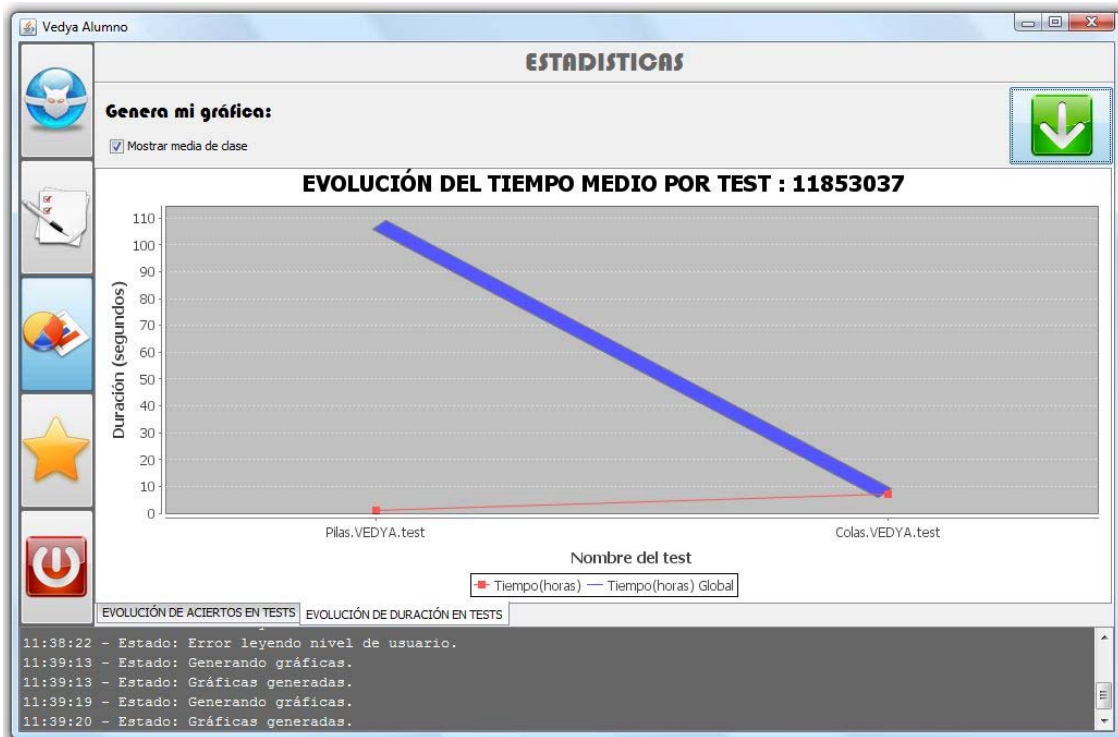 Vedya Alumno
ESTADISTICAS
Genera mi gráfica:
Mostrar media de clase
EVOLUCIÓN DEL TIEMPO MEDIO POR TEST : 11853037
110
100
90
80
70
60
50
40
30
20
10
0
Duración (segundos)
Pilas.VEDYA.test
Colas.VEDYA.test
Nombre del test
Tiempo(horas) Tiempo(horas) Global
EVOLUCIÓN DE ACIERTOS EN TESTS EVOLUCIÓN DE DURACIÓN EN TESTS
11:38:22 - Estado: Error leyendo nivel de usuario.
11:39:13 - Estado: Generando gráficas.
11:39:13 - Estado: Gráficas generadas.
11:39:19 - Estado: Generando gráficas.
11:39:20 - Estado: Gráficas generadas.